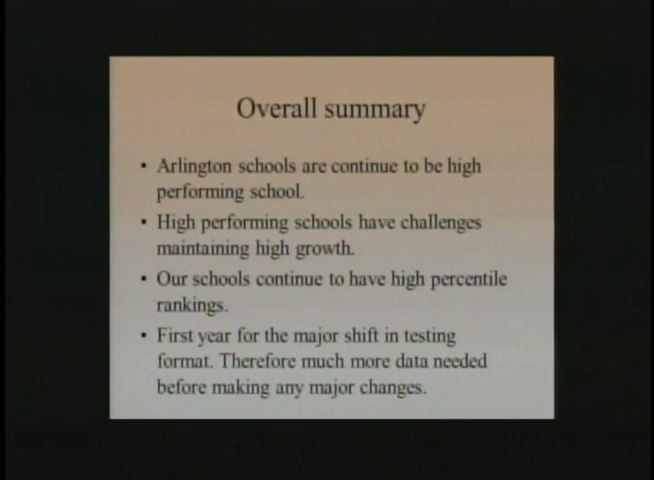 Overall summary
• Arlington schools are continue to be high
performing school.
• High performing schools have challenges
maintaining high growth.
• Our schools continue to have high percentile
rankings.
• First year for the major shift in testing
format. Therefore much more data needed
before making any major changes.